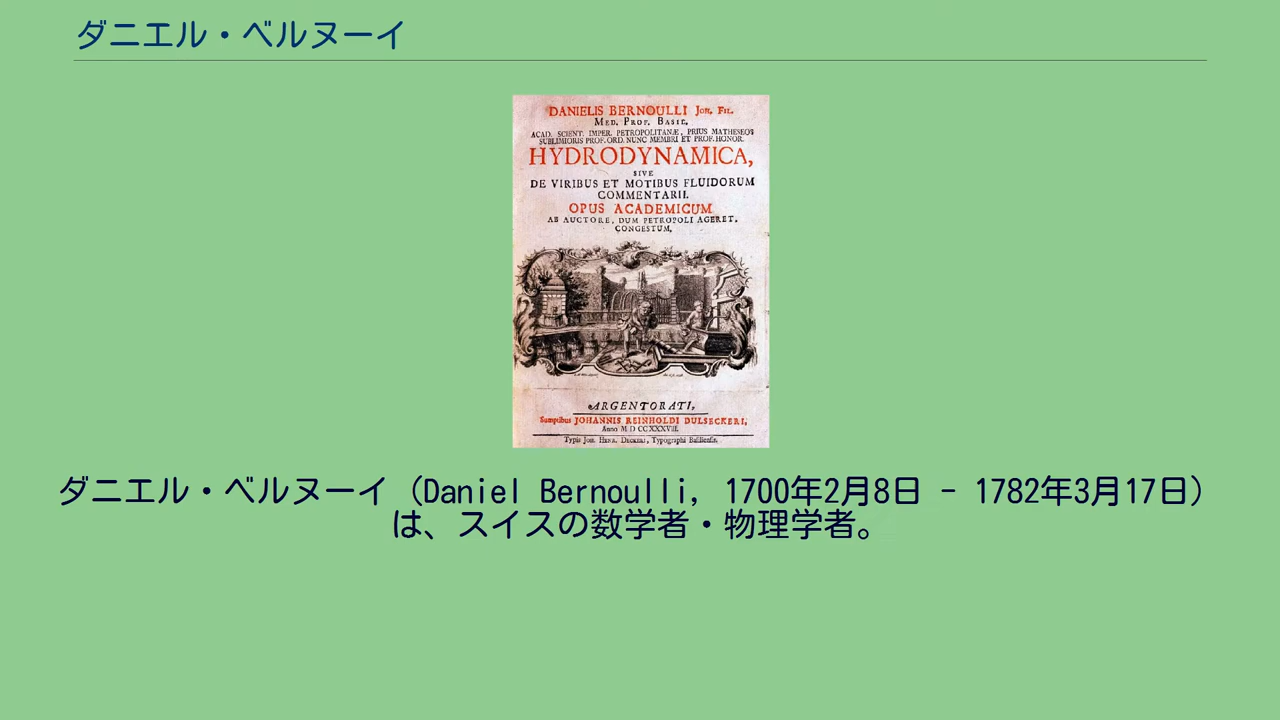 ダニエル・ベルヌーイ
DANIELIS BERNOULLI Joh. Fil.
Med. Prof. Basil.
ACAD. SCIENT. IMPER. PETROPOLITANÆ, PRIUS MATHESEOS
SUBLIMIORIS PROF. ORD. NUNC MEMBRI ET PROF. HONOR.
HYDRODYNAMICA,
SIVE
DE VIRIBUS ET MOTIBUS FLUIDORUM
COMMENTARII.
OPUS ACADEMICUM
AB AUCTORE, DUM PETROPOLI AGERET,
CONGESTUM.
ARGENTORATI,
Sumptibus JOHANNIS REINHOLDI DULSECKERI,
Anno M D CCXXXVIII.
Typis Joh. Henr. Deckeri, Typographi Basiliensis.
ダニエル・ベルヌーイ（Daniel Bernoulli, 1700年2月8日 - 1782年3月17日）
は、スイスの数学者・物理学者。